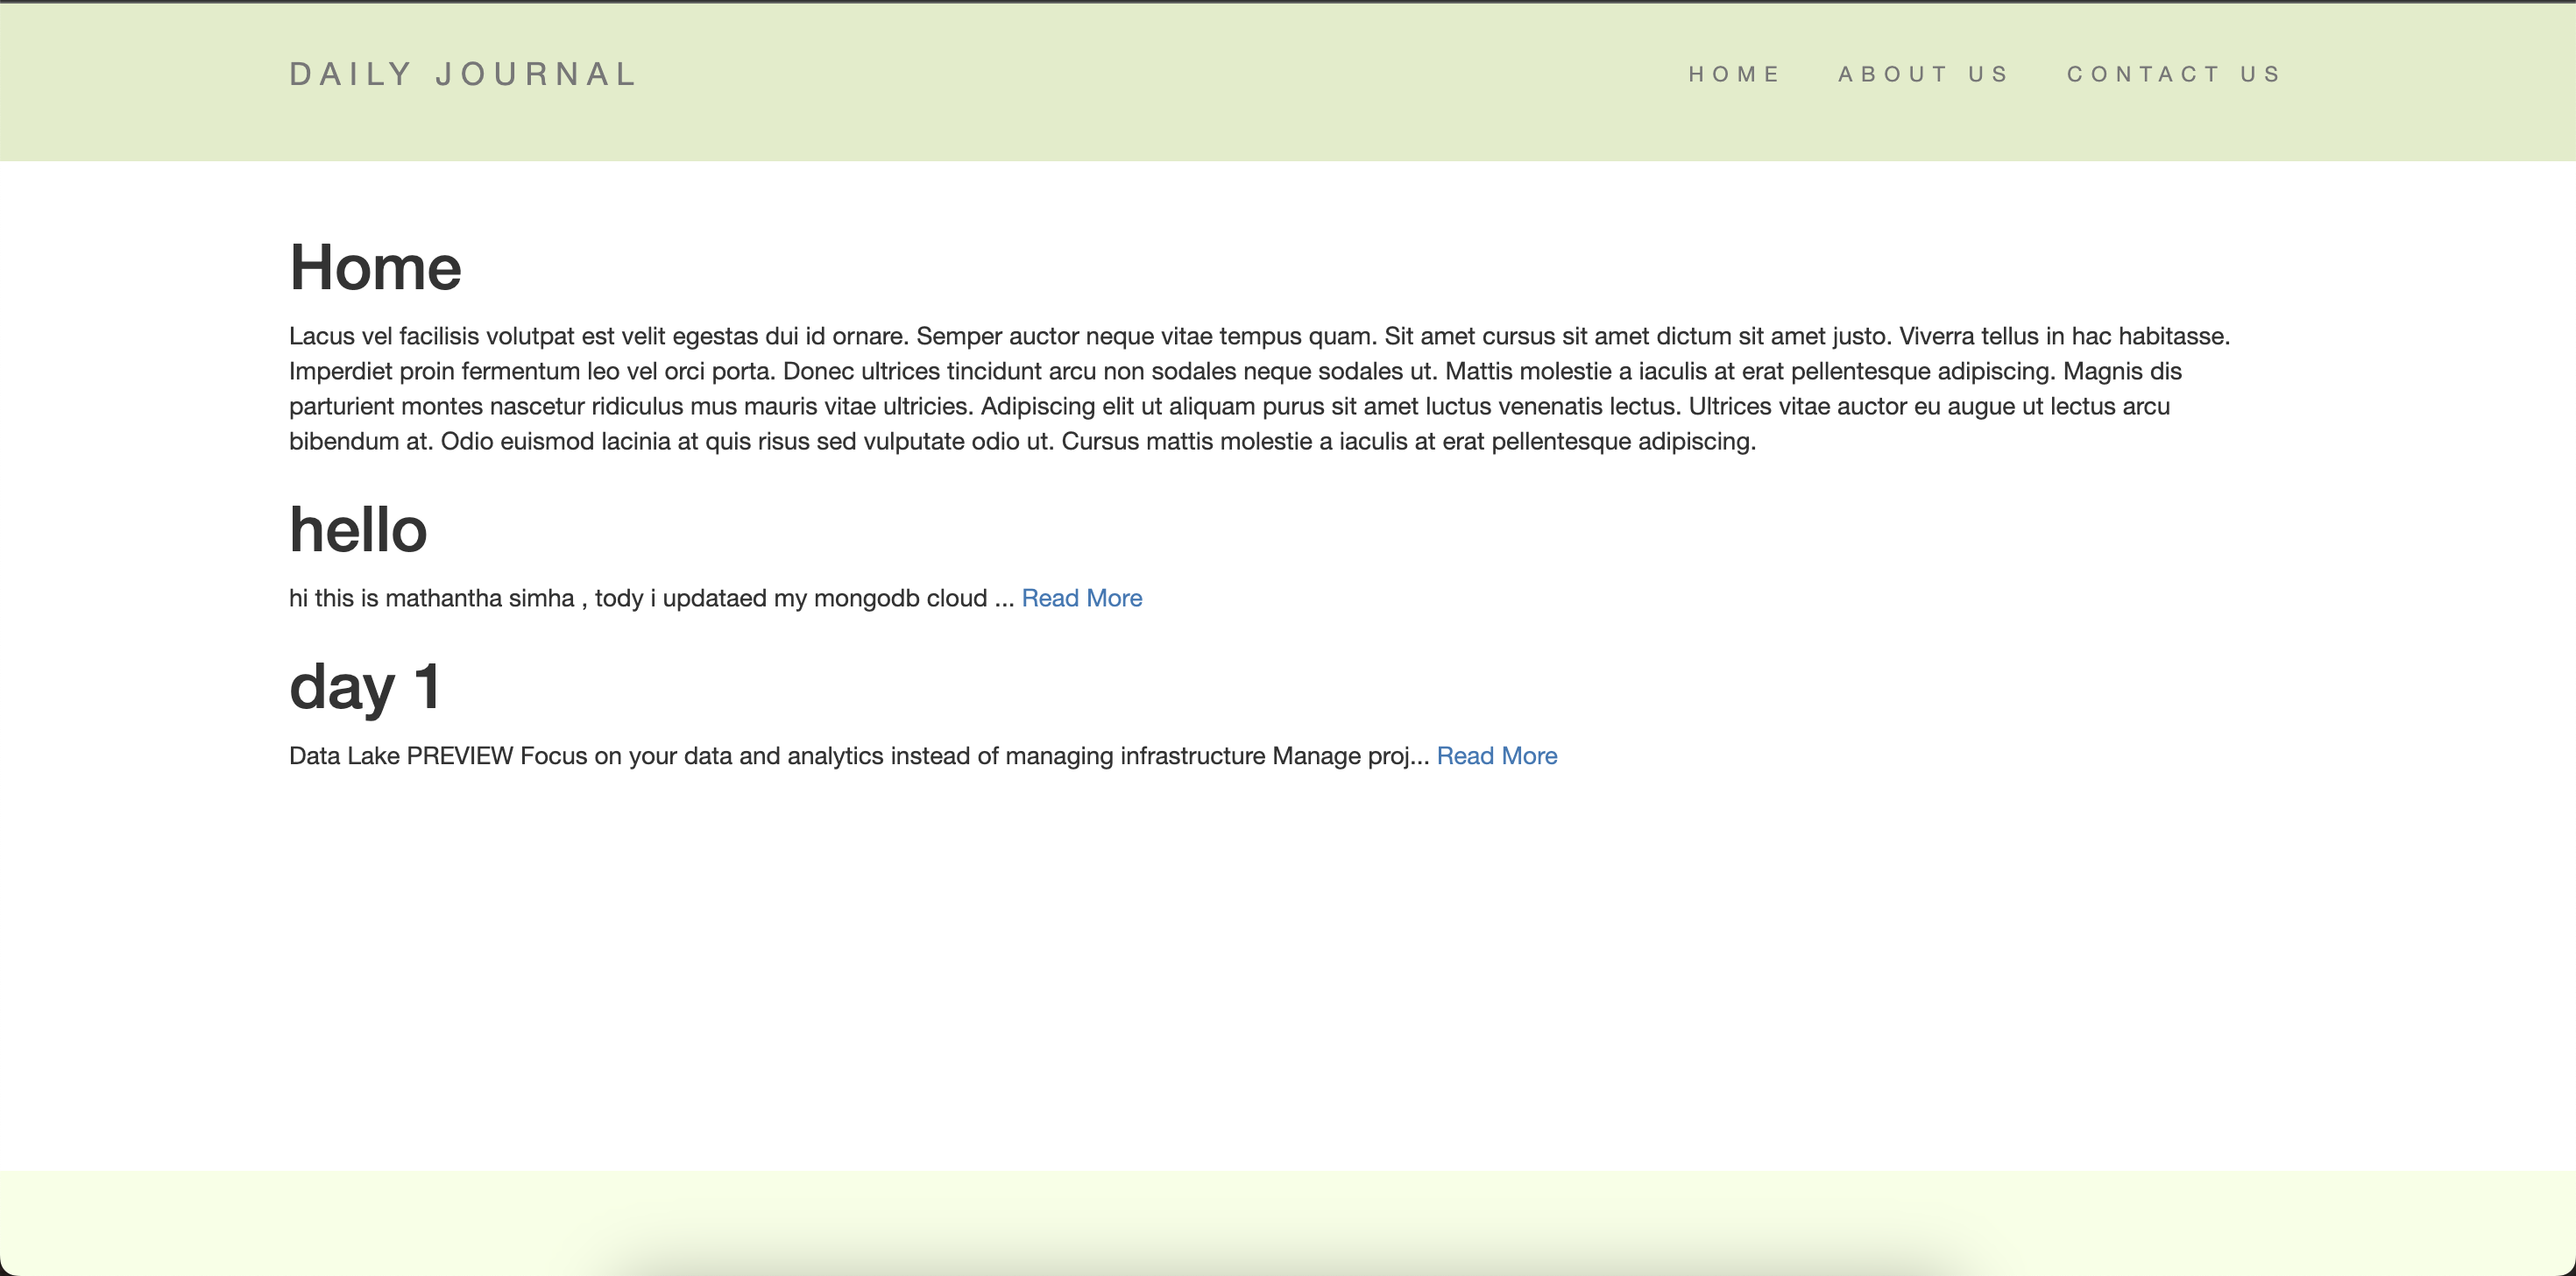 DAILY JOURNAL
HOME ABOUT US CONTACT US
Home
Lacus vel facilisis volutpat est velit egestas dui id ornare. Semper auctor neque vitae tempus quam. Sit amet cursus sit amet dictum sit amet justo. Viverra tellus in hac habitasse.
Imperdiet proin fermentum leo vel orci porta. Donec ultrices tincidunt arcu non sodales neque sodales ut. Mattis molestie a iaculis at erat pellentesque adipiscing. Magnis dis
parturient montes nascetur ridiculus mus mauris vitae ultricies. Adipiscing elit ut aliquam purus sit amet luctus venenatis lectus. Ultrices vitae auctor eu augue ut lectus arcu
bibendum at. Odio euismod lacinia at quis risus sed vulputate odio ut. Cursus mattis molestie a iaculis at erat pellentesque adipiscing.
hello
hi this is mathantha simha , tody i updataed my mongodb cloud ... Read More
day 1
Data Lake PREVIEW Focus on your data and analytics instead of managing infrastructure Manage proj... Read More